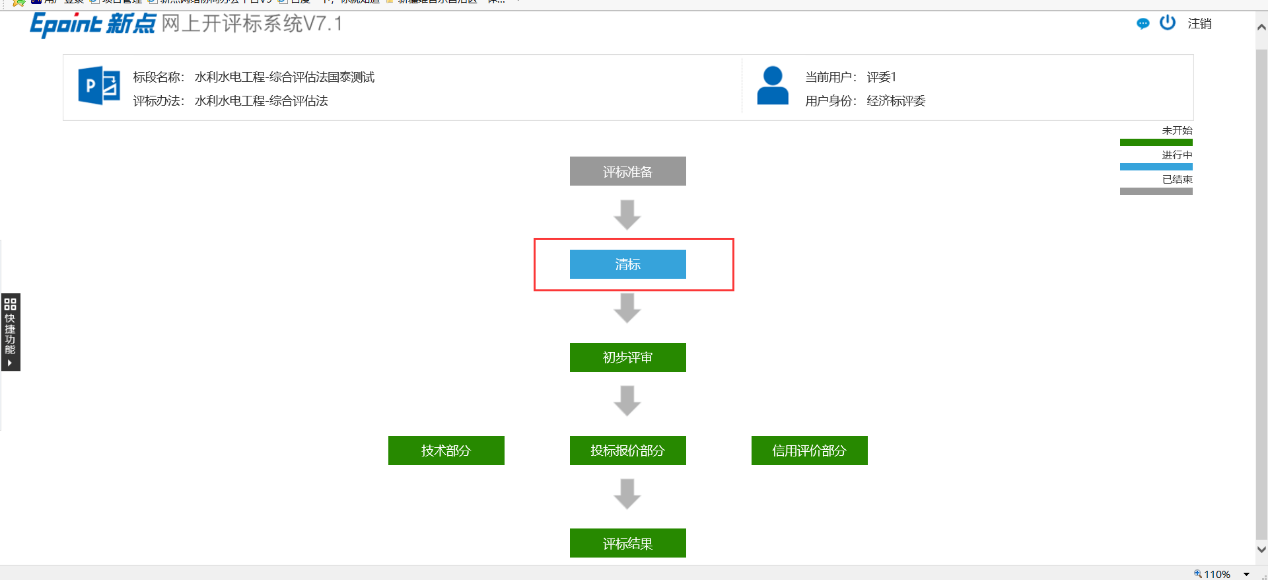 Epoint 新点 网上开评标系统V7.1
注销
标段名称： 水利水电工程-综合评估法国泰测试
评标办法： 水利水电工程-综合评估法
当前用户： 评委1
用户身份： 经济标评委
未开始
进行中
已结束
评标准备
清标
快捷功能
初步评审
技术部分 投标报价部分 信用评价部分
评标结果
110%